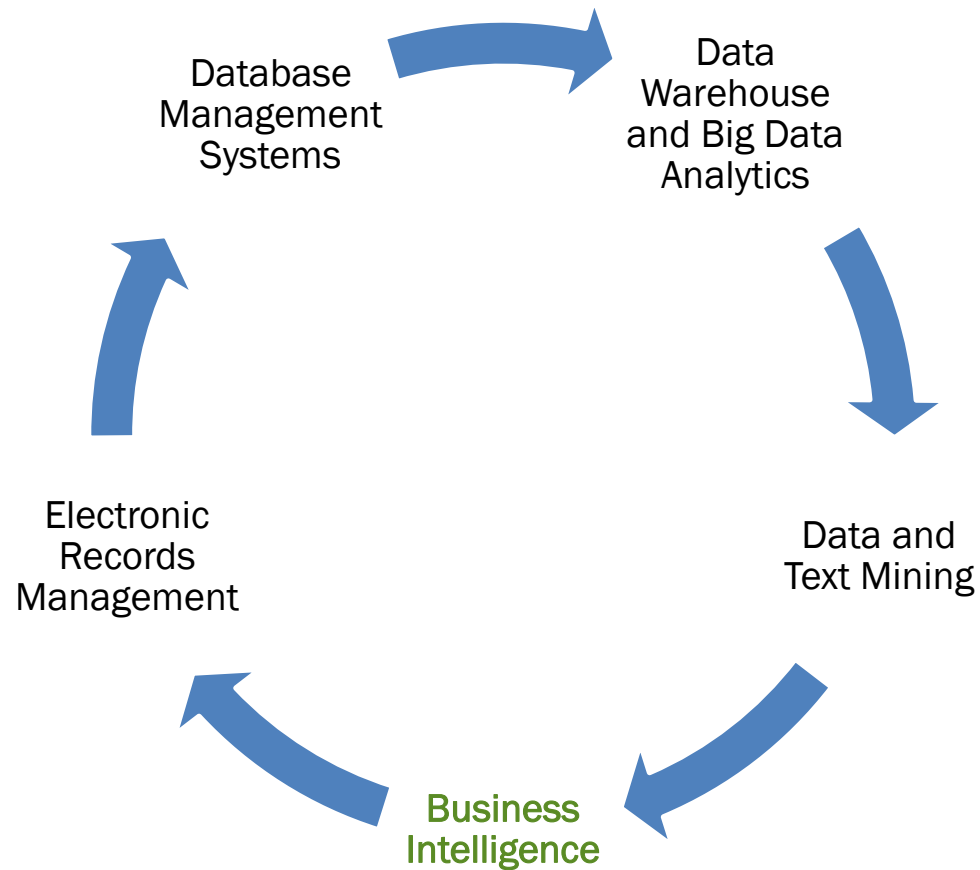 Database
Management
Systems
Data
Warehouse
and Big Data
Analytics
Data and
Text Mining
Business
Intelligence
Electronic
Records
Management